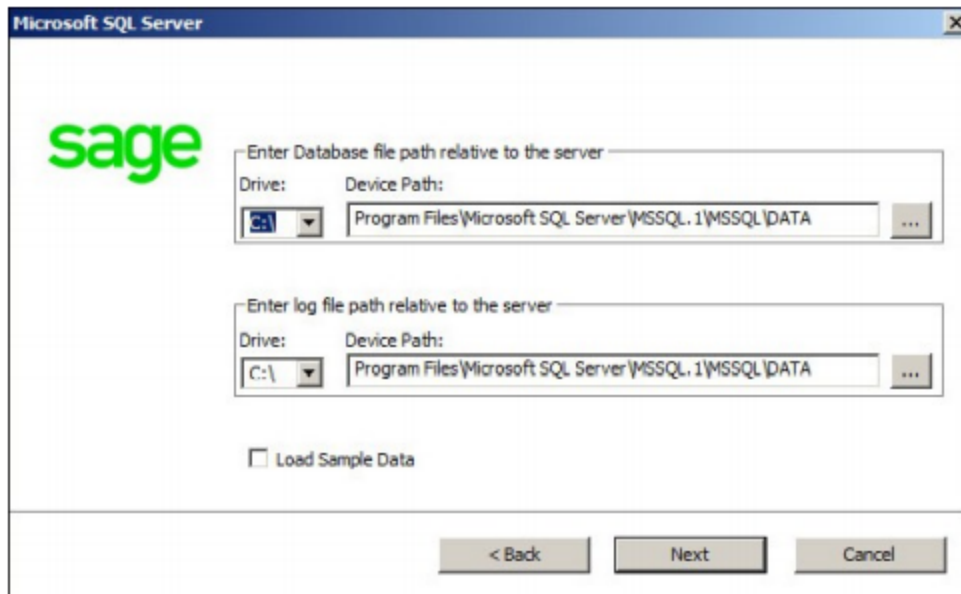 Microsoft SQL Server
sage
Enter Database file path relative to the server
Drive: Device Path:
C:\ Program Files\Microsoft SQL Server\MSSQL.1\MSSQL\DATA ...
Enter log file path relative to the server
Drive: Device Path:
C:\ Program Files\Microsoft SQL Server\MSSQL.1\MSSQL\DATA ...
Load Sample Data
< Back Next Cancel